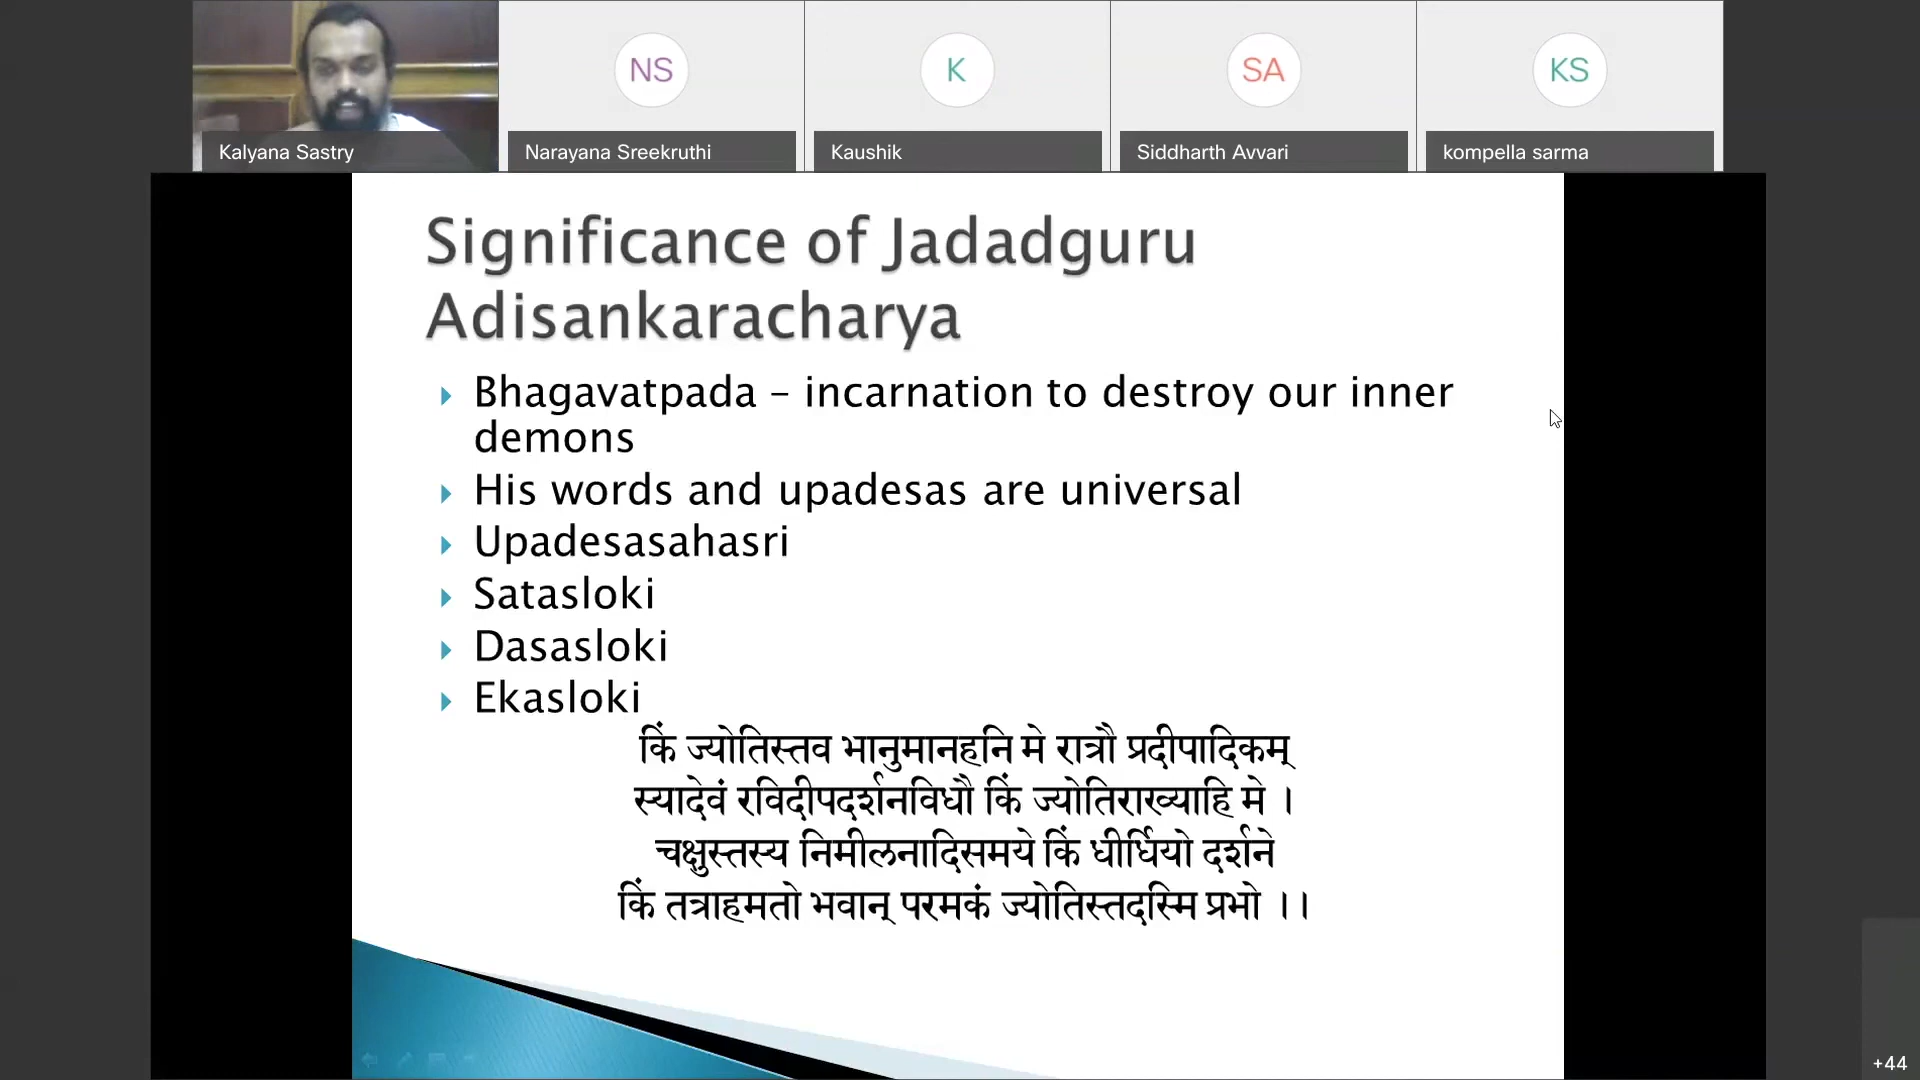 NS
K
SA
KS
Kalyana Sastry
Narayana Sreekruthi
Kaushik
Siddharth Avvari
kompella sarma
Significance of Jadadguru
Adisankaracharya
Bhagavatpada – incarnation to destroy our inner
demons
His words and upadesas are universal
Upadesasahasri
Satasloki
Dasasloki
Ekasloki
किं ज्योतिस्तव भानुमानहनि मे रात्रौ प्रदीपादिकम्
स्यादेवं रविदीपदर्शनविधौ किं ज्योतिराख्याहि मे ।
चक्षुस्तस्य निमीलनादिसमये किं धीर्धियो दर्शने
किं तत्राहमतो भवान् परमकं ज्योतिस्तदस्मि प्रभो ।।
+44